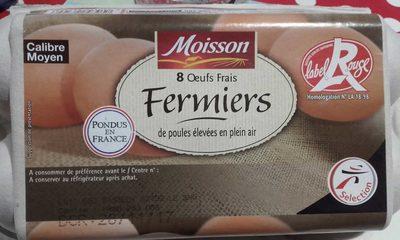 Calibre
Moyen
Moisson
8 Oeufs Frais
Fermiers
de poules élevées en plein air
PONDUS
EN
FRANCE
Label
Rouge
Homologation N° LA 18.98
A consommer de préférence avant le / Centre n° :
A conserver au réfrigérateur après achat.
Sélection